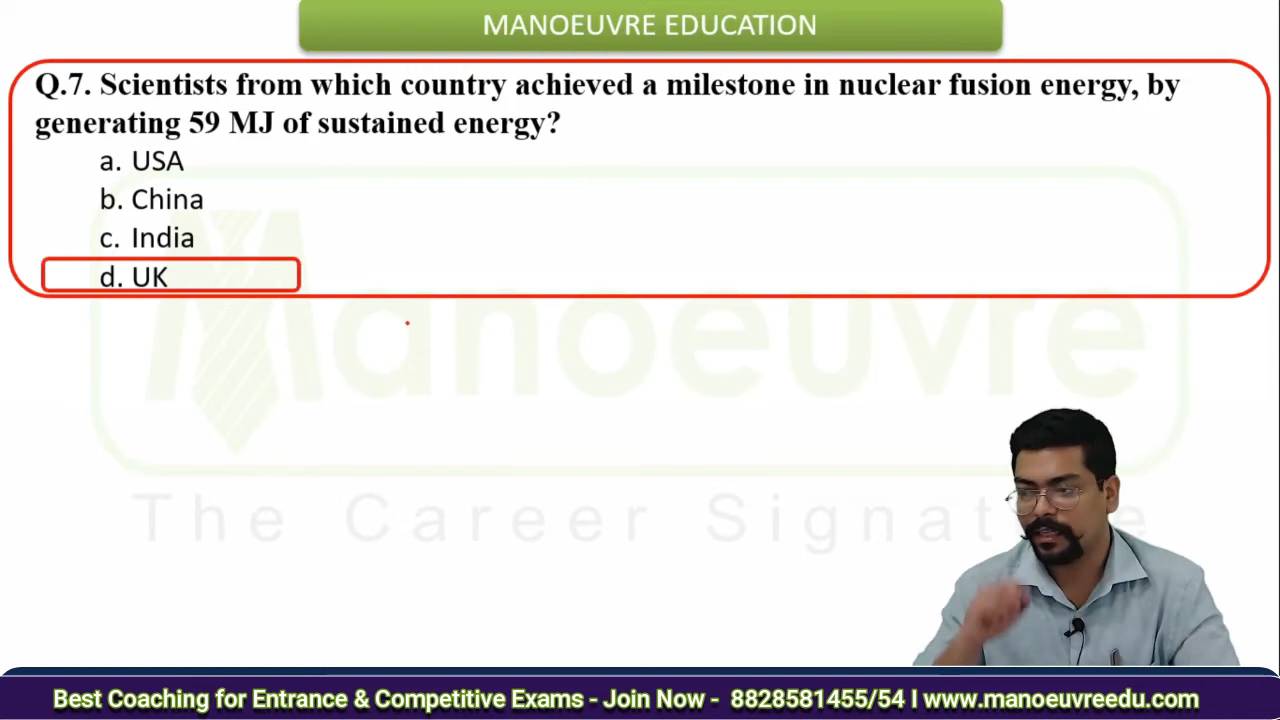 MANOEUVRE EDUCATION
Q.7. Scientists from which country achieved a milestone in nuclear fusion energy, by
generating 59 MJ of sustained energy?
a. USA
b. China
c. India
d. UK
Manoeuvre
The Career Signature
Best Coaching for Entrance & Competitive Exams - Join Now - 8828581455/54 I www.manoeuvreedu.com